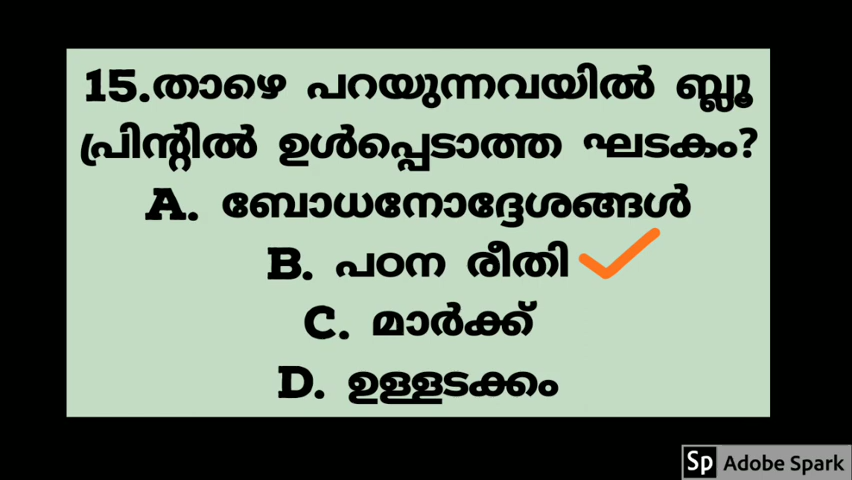 15.താഴെ പറയുന്നവയിൽ ബ്ലൂ
പ്രിന്റിൽ ഉൾപ്പെടാത്ത ഘടകം?
A. ബോധനോദ്ദേശങ്ങൾ
B. പഠന രീതി
C. മാർക്ക്
D. ഉള്ളടക്കം
Sp Adobe Spark